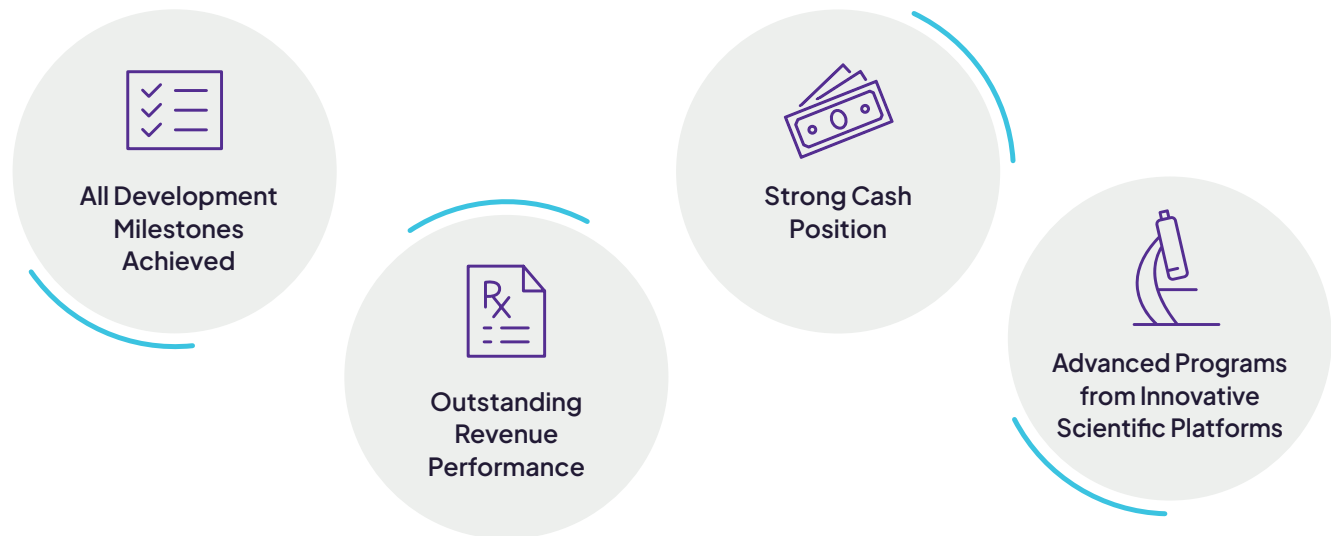 All Development
Milestones
Achieved
Rx
Outstanding
Revenue
Performance
Strong Cash
Position
Advanced Programs
from Innovative
Scientific Platforms